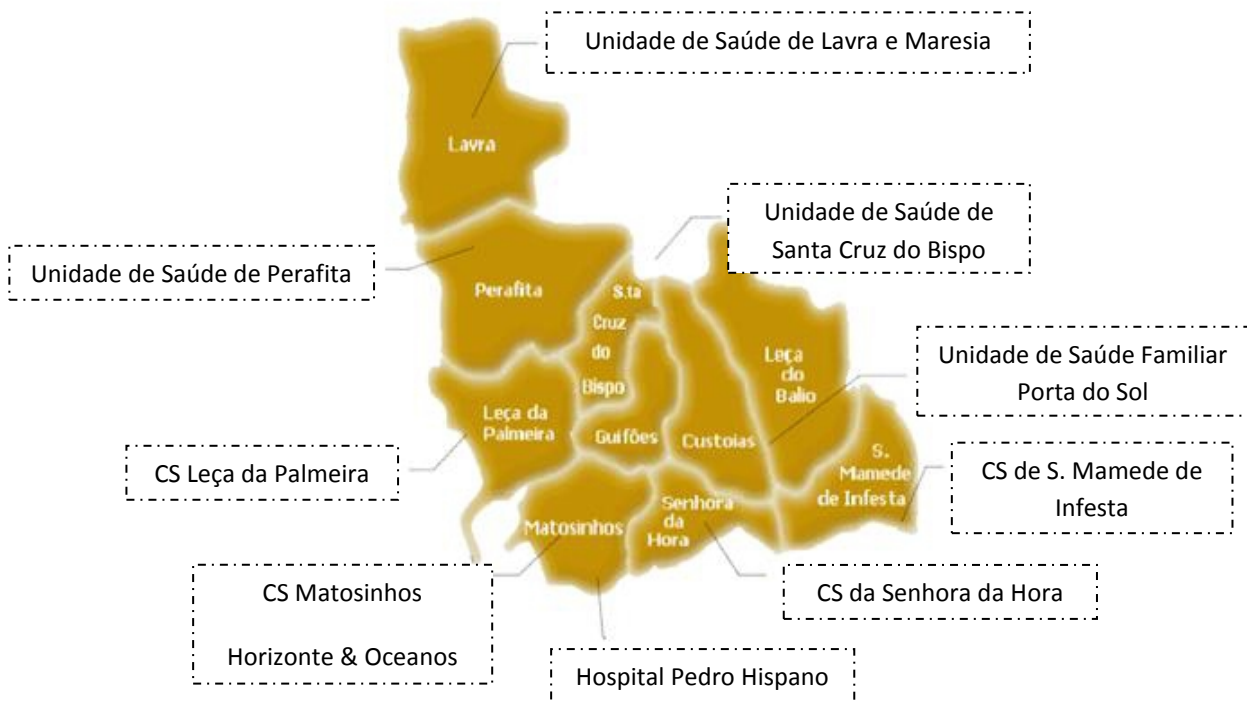 Unidade de Saúde de Lavra e Maresia
Lavra
Unidade de Saúde de
Santa Cruz do Bispo
Unidade de Saúde de Perafita
Perafita
S.ta
Cruz
do
Bispo
Leça
do
Balio
Unidade de Saúde Familiar
Porta do Sol
Leça da
Palmeira
Guifões
Custoias
S.
Mamede
de Infesta
CS Leça da Palmeira
CS de S. Mamede de
Infesta
Matosinhos
Senhora
da
Hora
CS Matosinhos
Horizonte & Oceanos
CS da Senhora da Hora
Hospital Pedro Hispano